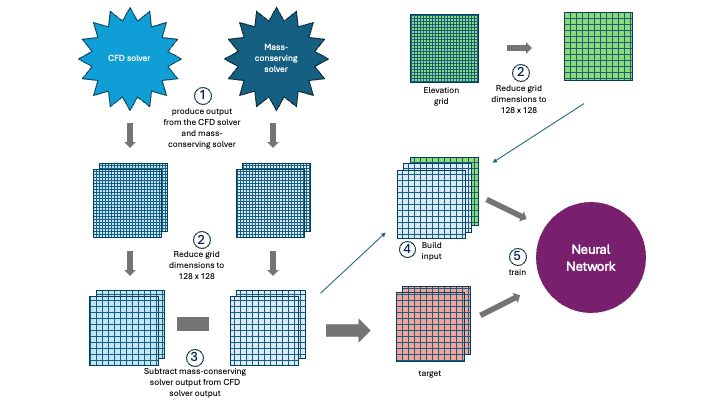 CFD solver
Mass-
conserving
solver
1
produce output
from the CFD solver
and mass-
conserving solver
Elevation
grid
2
Reduce grid
dimensions to
128 x 128
2
Reduce grid
dimensions to
128 x 128
3
Subtract mass-conserving
solver output from CFD
solver output
4
Build
input
5
train
target
Neural
Network